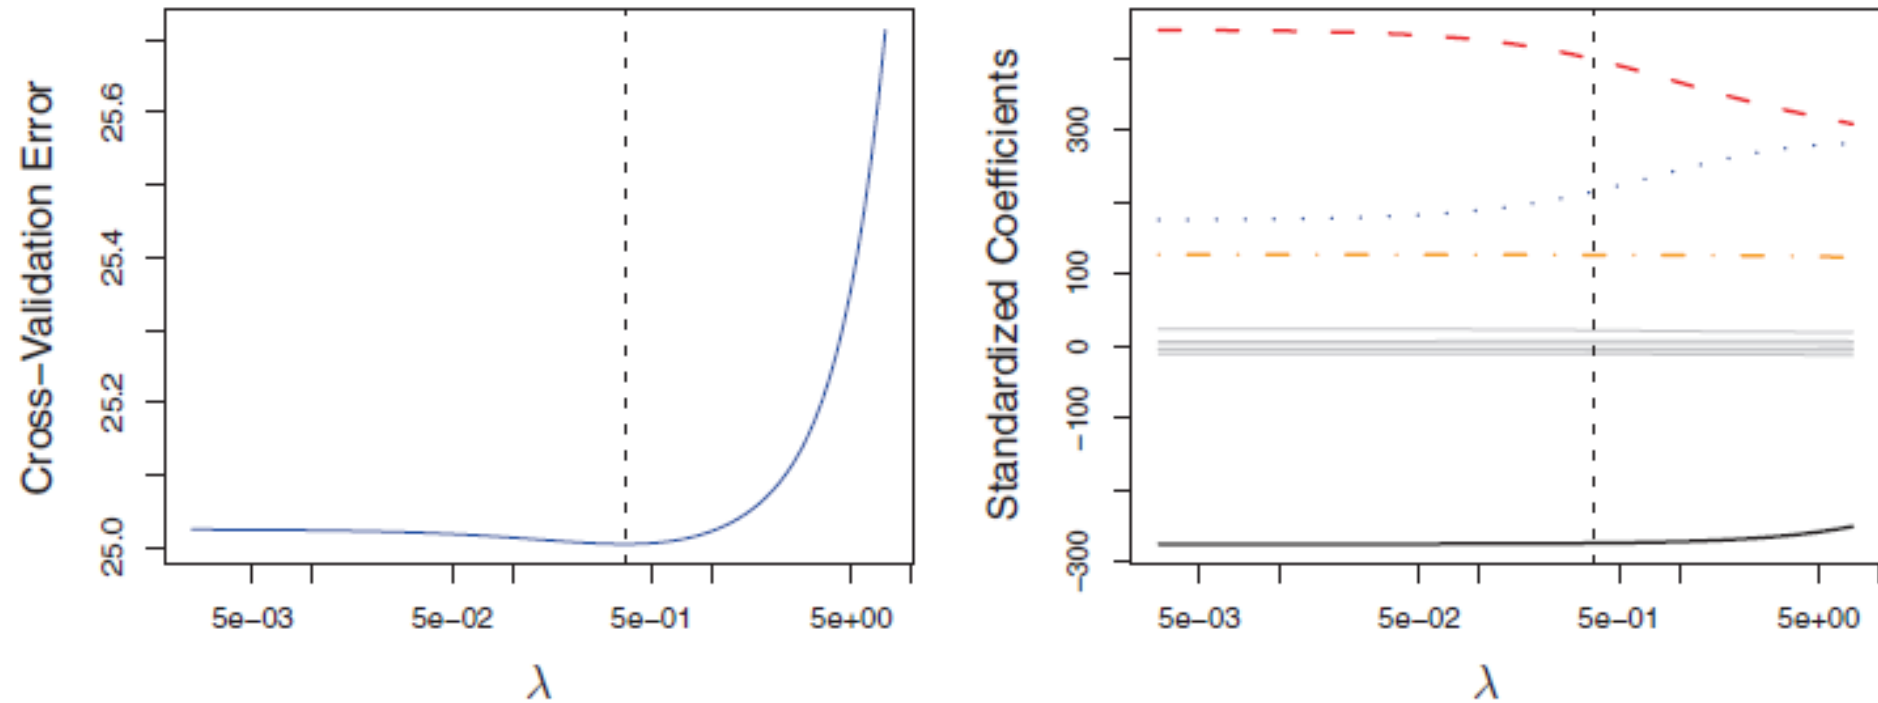 Cross−Validation Error
25.6
25.4
25.2
25.0
5e−03 5e−02 5e−01 5e+00
λ
Standardized Coefficients
300
100
0
−100
−300
5e−03 5e−02 5e−01 5e+00
λ